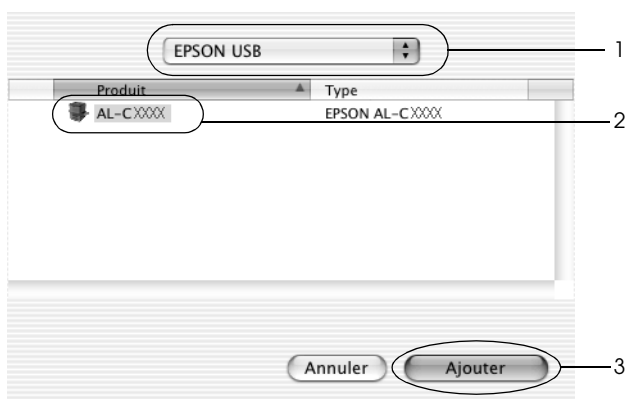 EPSON USB 1
Produit Type
AL-CXXXX EPSON AL-CXXXX 2
Annuler Ajouter 3